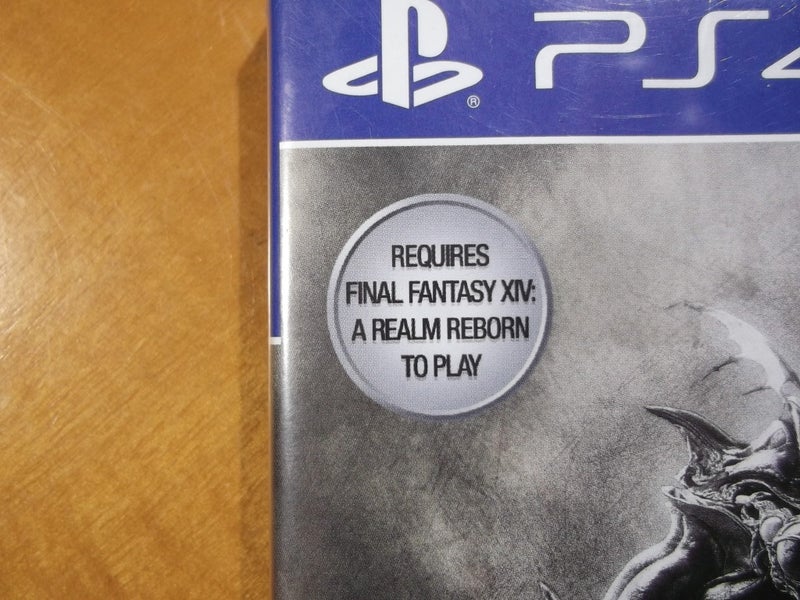 PS4
®
REQUIRES
FINAL FANTASY XIV:
A REALM REBORN
TO PLAY